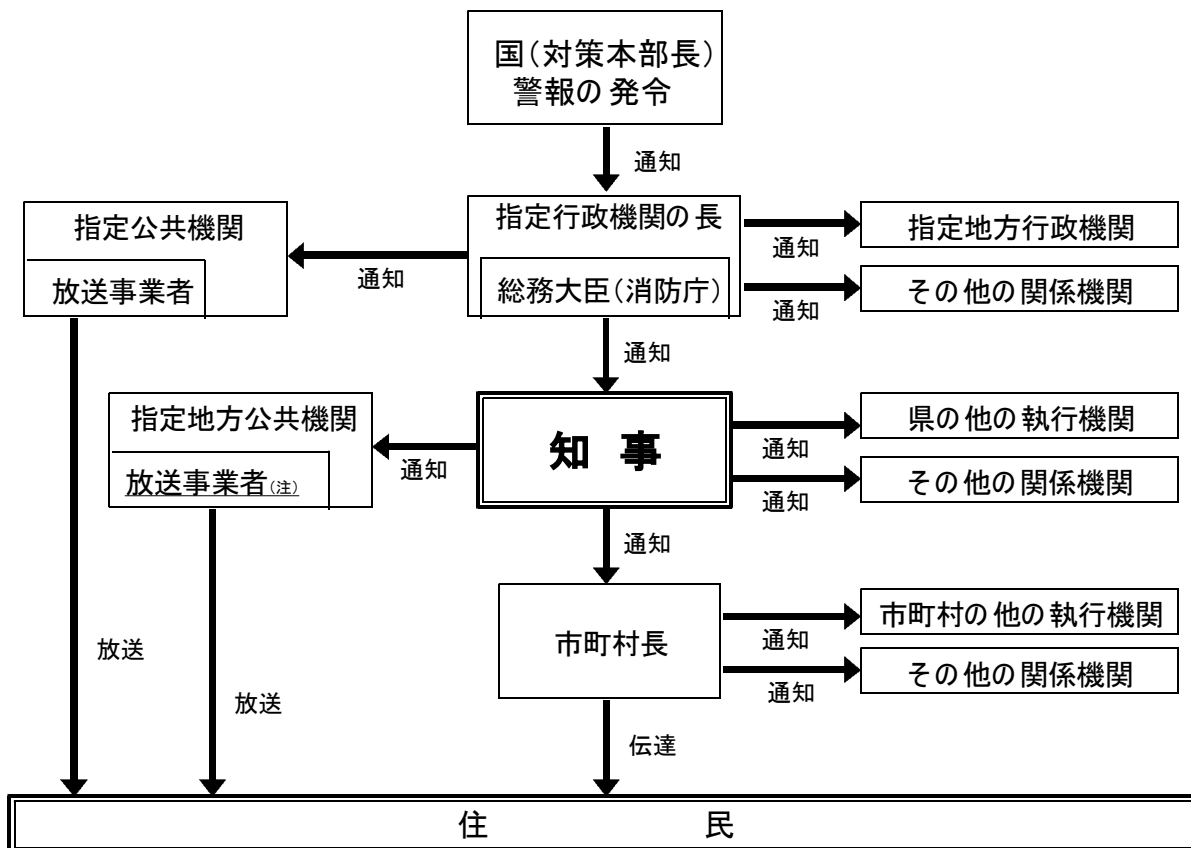 国(対策本部長)
警報の発令
通知
指定公共機関
放送事業者
通知
指定行政機関の長
総務大臣(消防庁)
通知
指定地方行政機関
通知
その他の関係機関
通知
指定地方公共機関
放送事業者(注)
通知
知 事
通知
県の他の執行機関
通知
その他の関係機関
通知
市町村長
通知
市町村の他の執行機関
通知
その他の関係機関
放送
放送
伝達
住 民